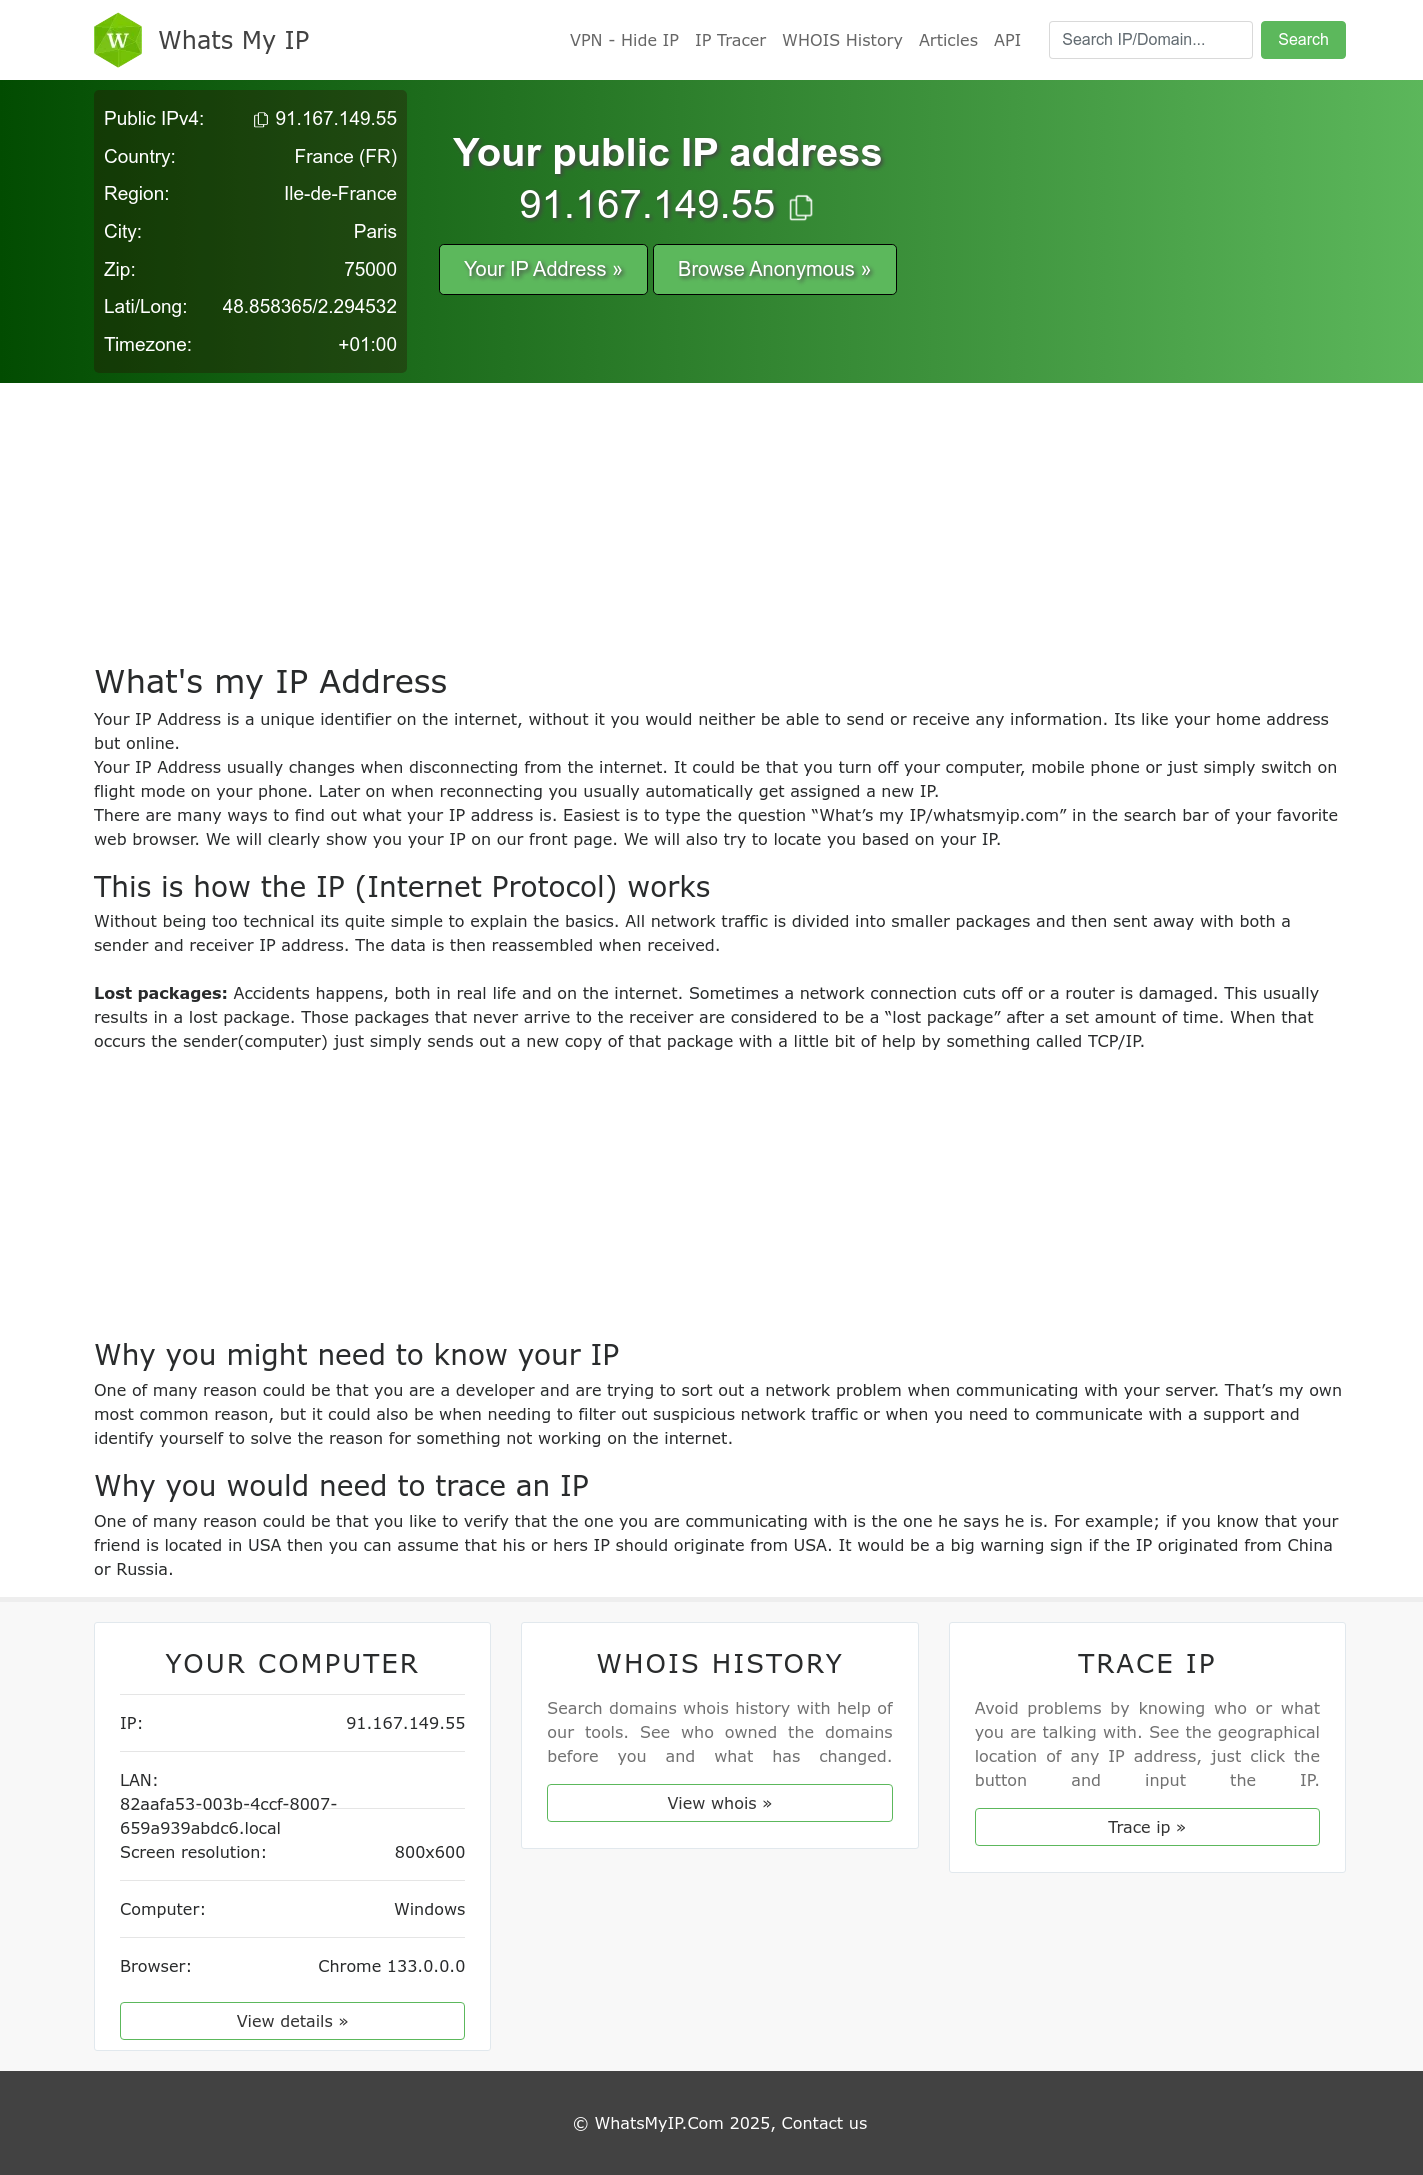 W
Whats My IP
VPN - Hide IP
IP Tracer
WHOIS History
Articles
API
Search IP/Domain...
Search
Public IPv4: 91.167.149.55
Country: France (FR)
Region: Ile-de-France
City: Paris
Zip: 75000
Lati/Long: 48.858365/2.294532
Timezone: +01:00
Your public IP address
91.167.149.55
Your IP Address »
Browse Anonymous »
What's my IP Address
Your IP Address is a unique identifier on the internet, without it you would neither be able to send or receive any information. Its like your home address
but online.
Your IP Address usually changes when disconnecting from the internet. It could be that you turn off your computer, mobile phone or just simply switch on
flight mode on your phone. Later on when reconnecting you usually automatically get assigned a new IP.
There are many ways to find out what your IP address is. Easiest is to type the question “What’s my IP/whatsmyip.com” in the search bar of your favorite
web browser. We will clearly show you your IP on our front page. We will also try to locate you based on your IP.
This is how the IP (Internet Protocol) works
Without being too technical its quite simple to explain the basics. All network traffic is divided into smaller packages and then sent away with both a
sender and receiver IP address. The data is then reassembled when received.
Lost packages: Accidents happens, both in real life and on the internet. Sometimes a network connection cuts off or a router is damaged. This usually
results in a lost package. Those packages that never arrive to the receiver are considered to be a “lost package” after a set amount of time. When that
occurs the sender(computer) just simply sends out a new copy of that package with a little bit of help by something called TCP/IP.
Why you might need to know your IP
One of many reason could be that you are a developer and are trying to sort out a network problem when communicating with your server. That’s my own
most common reason, but it could also be when needing to filter out suspicious network traffic or when you need to communicate with a support and
identify yourself to solve the reason for something not working on the internet.
Why you would need to trace an IP
One of many reason could be that you like to verify that the one you are communicating with is the one he says he is. For example; if you know that your
friend is located in USA then you can assume that his or hers IP should originate from USA. It would be a big warning sign if the IP originated from China
or Russia.
YOUR COMPUTER
IP: 91.167.149.55
LAN:
82aafa53-003b-4ccf-8007-
659a939abdc6.local
Screen resolution: 800x600
Computer: Windows
Browser: Chrome 133.0.0.0
View details »
WHOIS HISTORY
Search domains whois history with help of
our tools. See who owned the domains
before you and what has changed.
View whois »
TRACE IP
Avoid problems by knowing who or what
you are talking with. See the geographical
location of any IP address, just click the
button and input the IP.
Trace ip »
© WhatsMyIP.Com 2025, Contact us